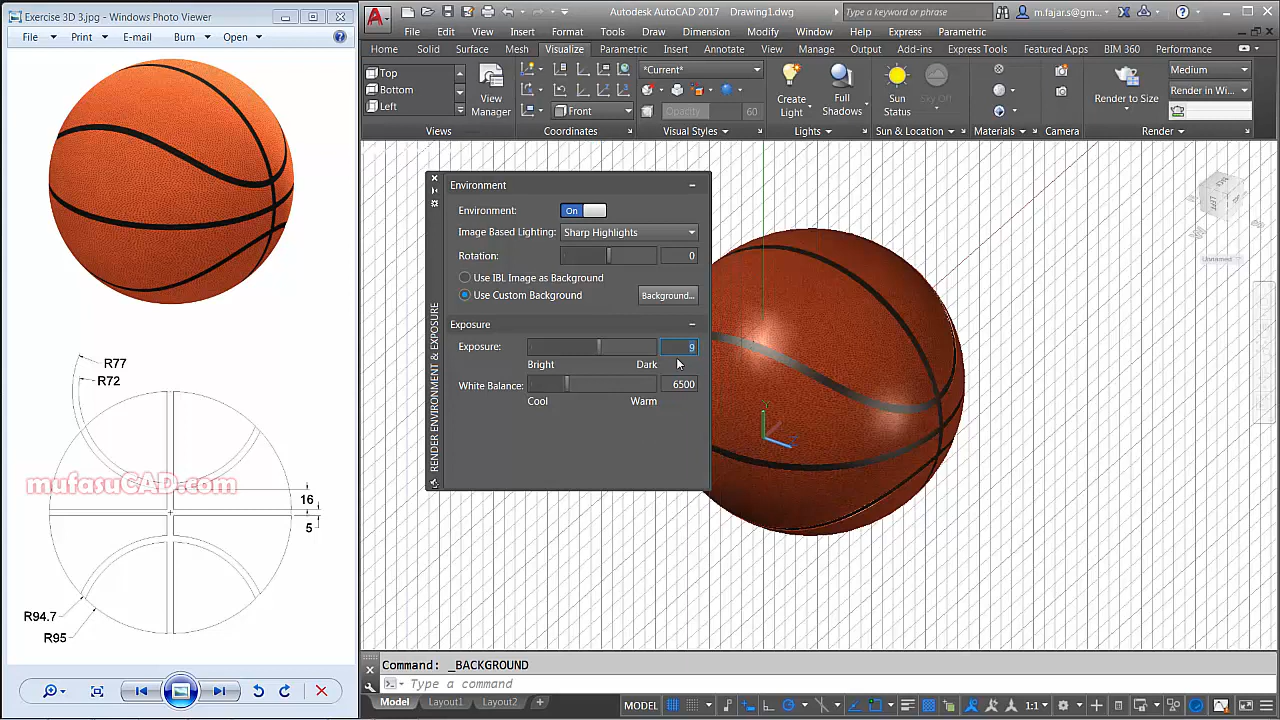 Exercise 3D 3.jpg - Windows Photo Viewer
File
Print
E-mail
Burn
Open
R77
R72
mufasuCAD.com
16
5
R94.7
R95
Autodesk AutoCAD 2017 Drawing1.dwg
Type a keyword or phrase
m.fajar.s@gm...
File Edit View Insert Format Tools Draw Dimension Modify Window Help Express Parametric
Home Solid Surface Mesh Visualize Parametric Insert Annotate View Manage Output Add-ins Express Tools Featured Apps BIM 360 Performance
Top
Bottom
Left
View
Manager
Views
Front
Coordinates
*Current*
Opacity 60
Visual Styles
Create
Light
Full
Shadows
Lights
Sun
Status
Sky Off
Sun & Location
Materials
Camera
Render to Size
Medium
Render in Wi...
Render
RENDER ENVIRONMENT & EXPOSURE
Environment
Environment: On
Image Based Lighting: Sharp Highlights
Rotation: 0
Use IBL Image as Background
Use Custom Background Background...
Exposure
Exposure: 9
Bright Dark
White Balance: 6500
Cool Warm
LEFT
BACK
Unnamed
Y
Command: _BACKGROUND
Type a command
Model Layout1 Layout2 +
MODEL
1:1